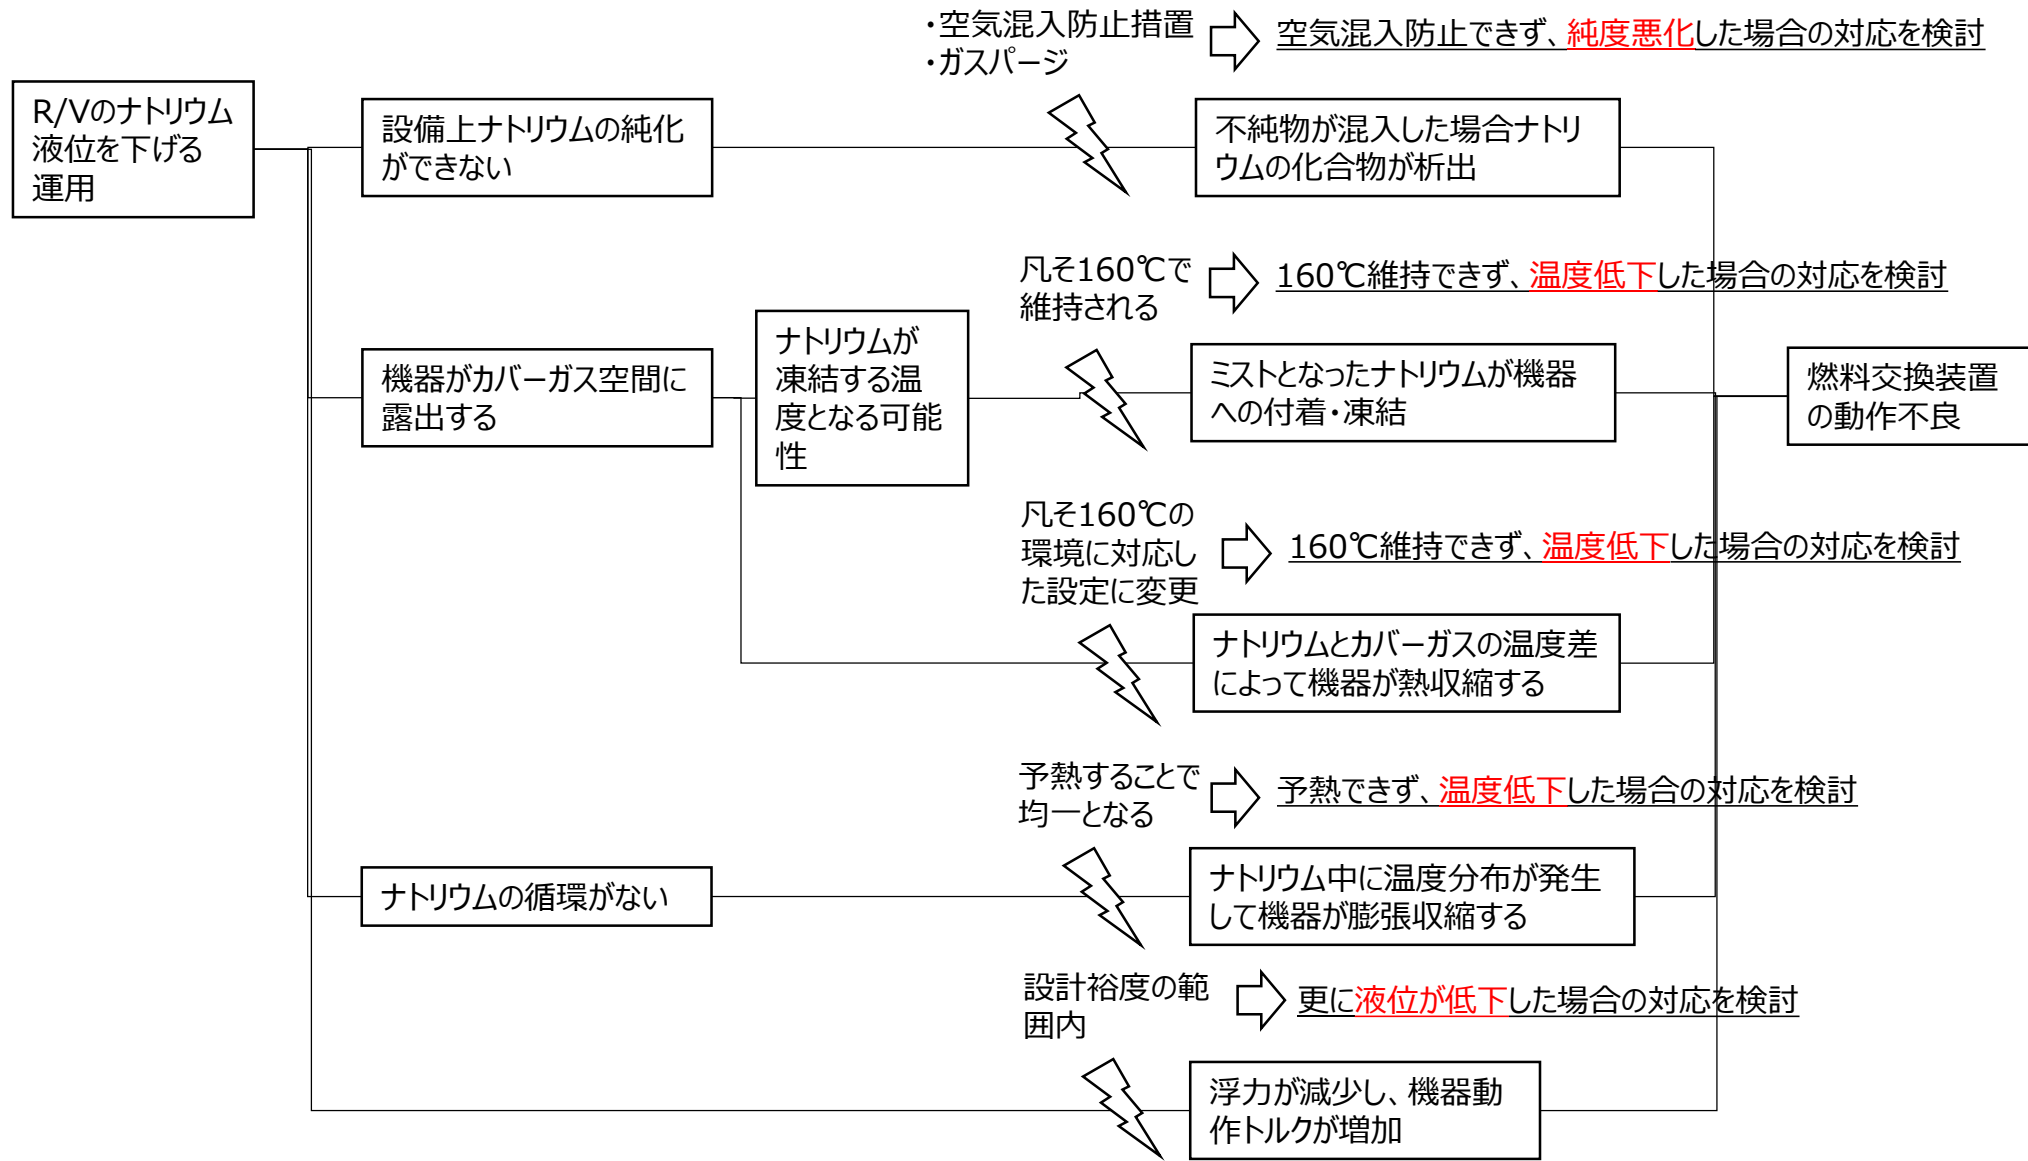 ・空気混入防止措置
・ガスパージ
空気混入防止できず、純度悪化した場合の対応を検討
R/Vのナトリウム
液位を下げる
運用
設備上ナトリウムの純化
ができない
不純物が混入した場合ナトリ
ウムの化合物が析出
凡そ160℃で
維持される
160℃維持できず、温度低下した場合の対応を検討
機器がカバーガス空間に
露出する
ナトリウムが
凍結する温
度となる可能
性
ミストとなったナトリウムが機器
への付着・凍結
燃料交換装置
の動作不良
凡そ160℃の
環境に対応し
た設定に変更
160℃維持できず、温度低下した場合の対応を検討
ナトリウムとカバーガスの温度差
によって機器が熱収縮する
予熱することで
均一となる
予熱できず、温度低下した場合の対応を検討
ナトリウムの循環がない
ナトリウム中に温度分布が発生
して機器が膨張収縮する
設計裕度の範
囲内
更に液位が低下した場合の対応を検討
浮力が減少し、機器動
作トルクが増加